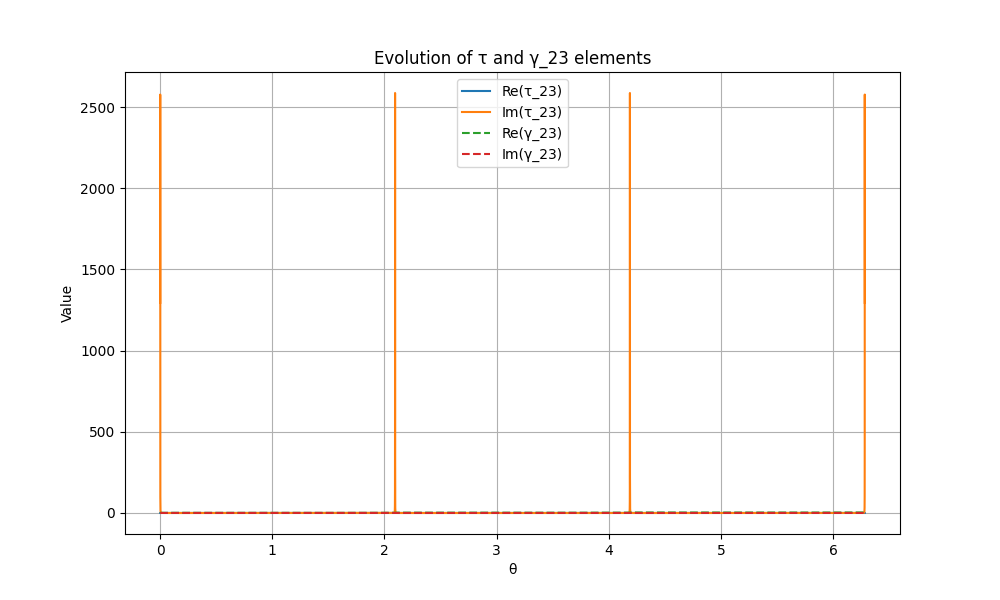 Evolution of τ and γ_23 elements
Re(τ_23)
Im(τ_23)
Re(γ_23)
Im(γ_23)
Value
2500
2000
1500
1000
500
0
0 1 2 3 4 5 6
θ